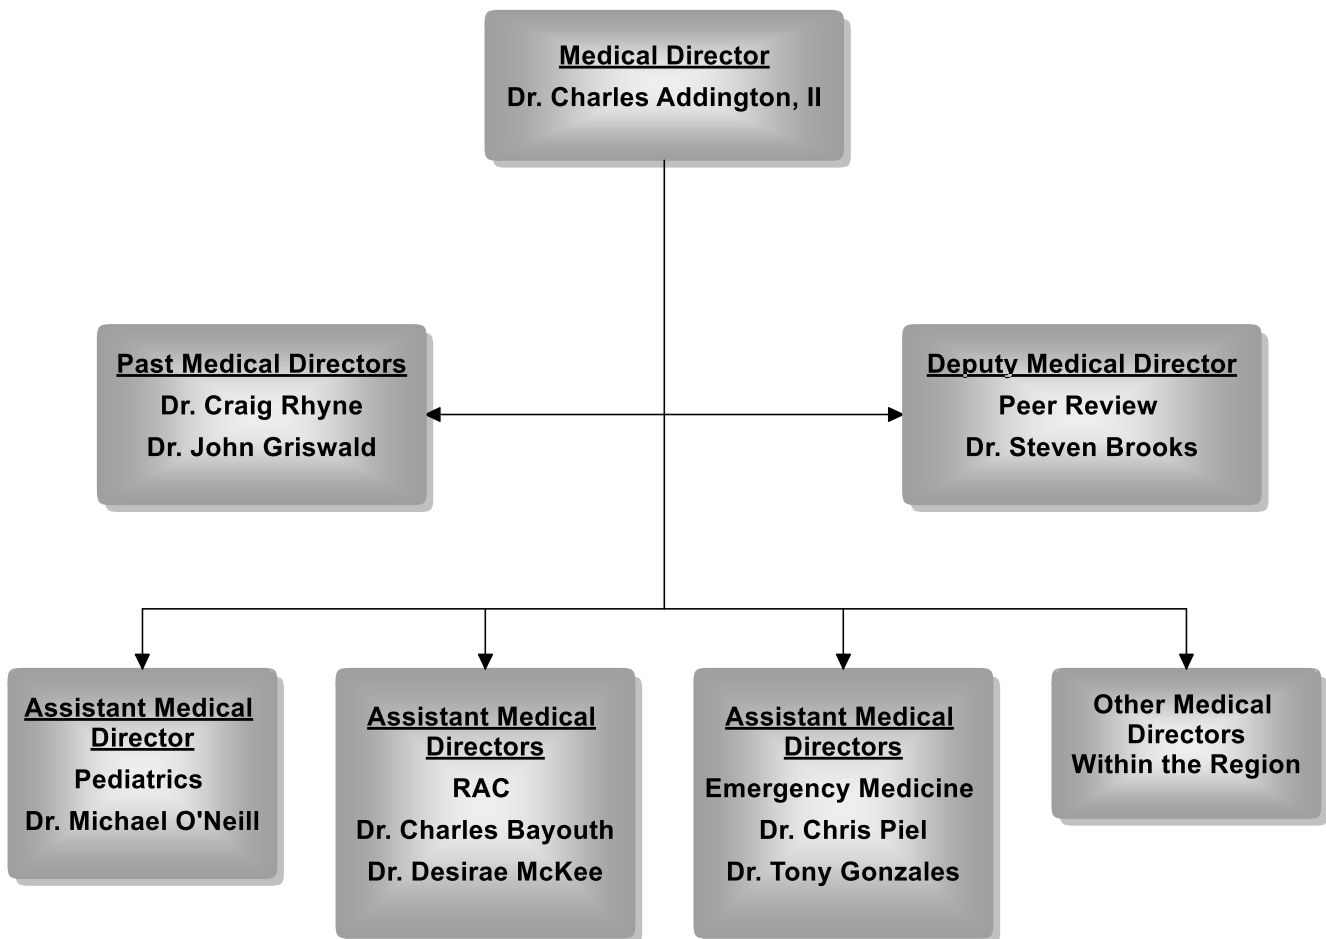 Medical Director
Dr. Charles Addington, II
Past Medical Directors
Dr. Craig Rhyne
Dr. John Griswald
Deputy Medical Director
Peer Review
Dr. Steven Brooks
Assistant Medical
Director
Pediatrics
Dr. Michael O'Neill
Assistant Medical
Directors
RAC
Dr. Charles Bayouth
Dr. Desirae McKee
Assistant Medical
Directors
Emergency Medicine
Dr. Chris Piel
Dr. Tony Gonzales
Other Medical
Directors
Within the Region